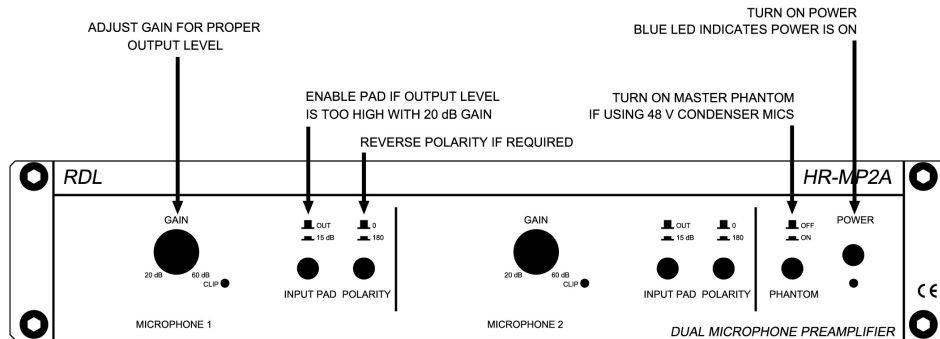 TURN ON POWER
BLUE LED INDICATES POWER IS ON
ADJUST GAIN FOR PROPER
OUTPUT LEVEL
ENABLE PAD IF OUTPUT LEVEL
IS TOO HIGH WITH 20 dB GAIN
TURN ON MASTER PHANTOM
IF USING 48 V CONDENSER MICS
REVERSE POLARITY IF REQUIRED
RDL
HR-MP2A
GAIN
20 dB
60 dB
CLIP
OUT
15 dB
INPUT PAD
0
180
POLARITY
MICROPHONE 1
GAIN
20 dB
60 dB
CLIP
OUT
15 dB
INPUT PAD
0
180
POLARITY
MICROPHONE 2
OFF
ON
PHANTOM
POWER
CE
DUAL MICROPHONE PREAMPLIFIER